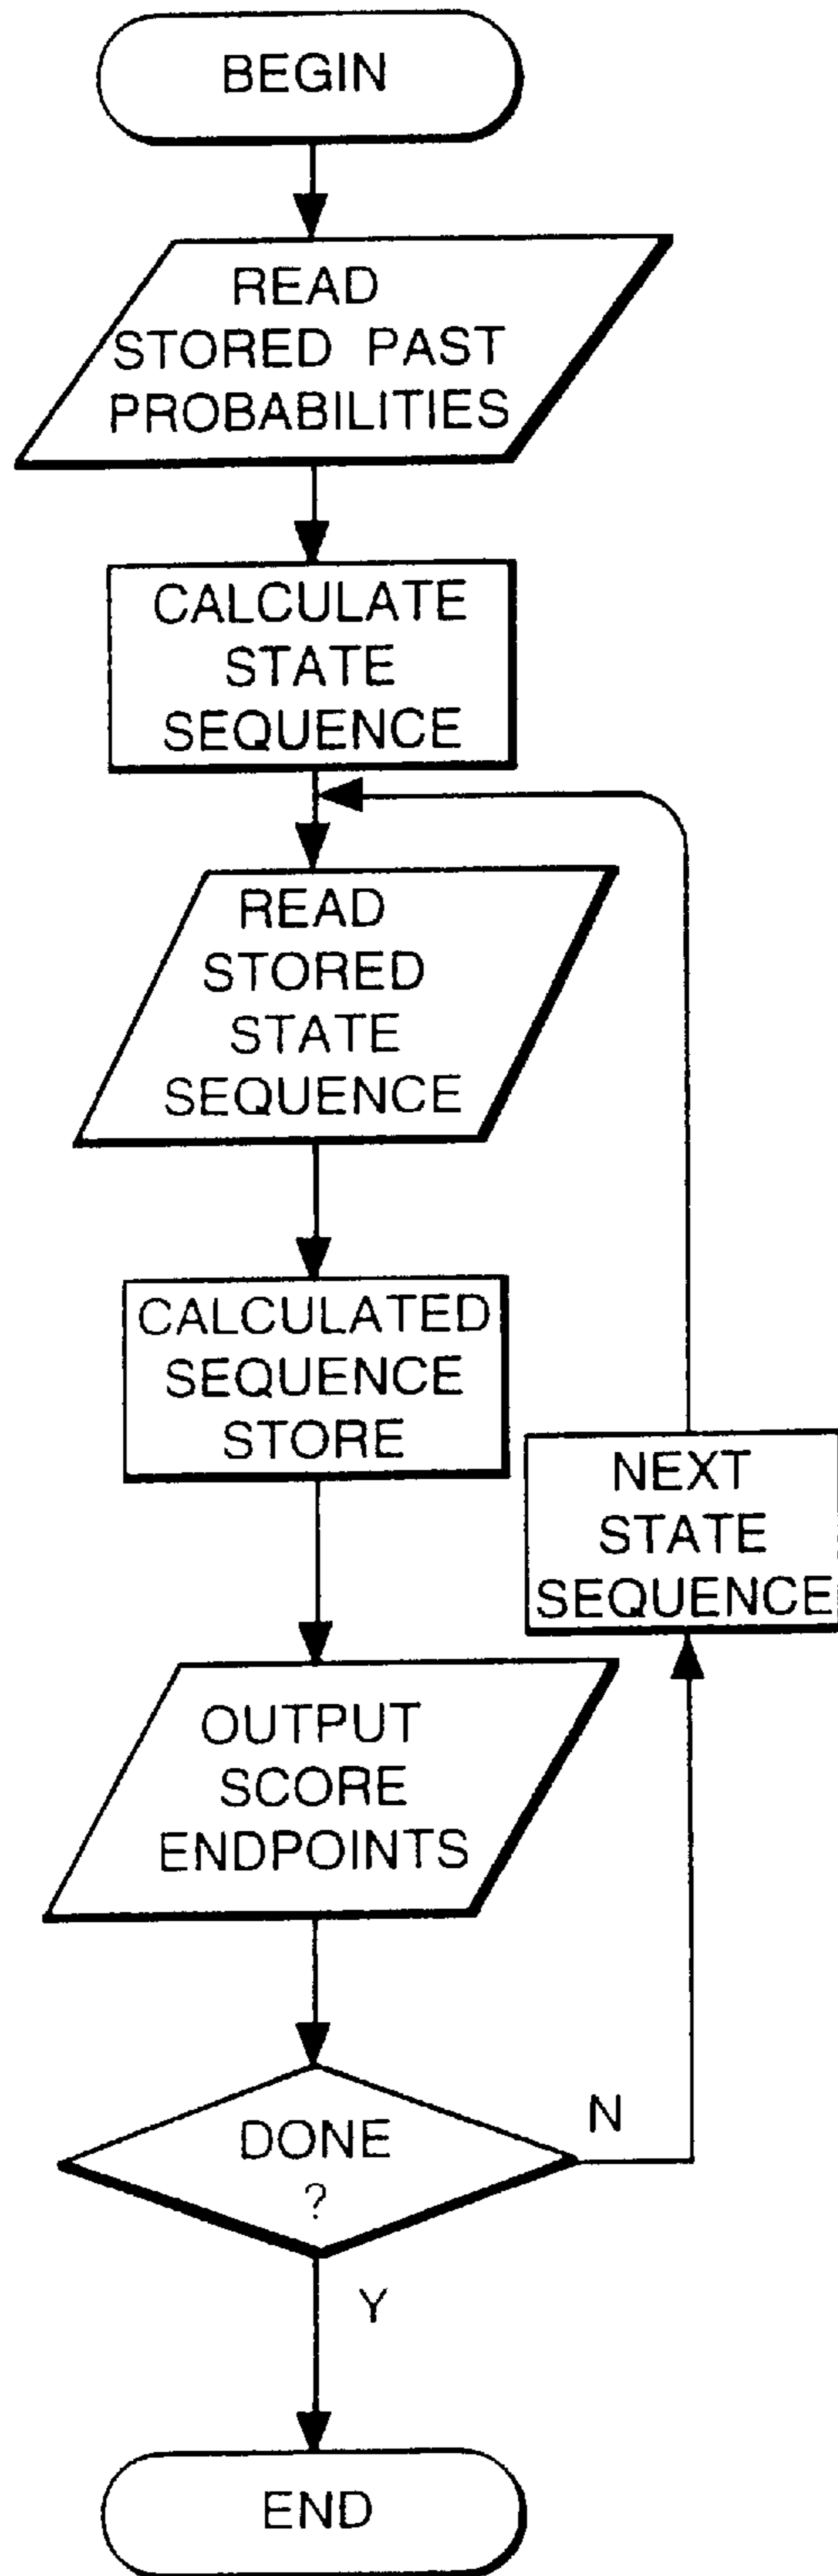 BEGIN
READ
STORED PAST
PROBABILITIES
CALCULATE
STATE
SEQUENCE
READ
STORED
STATE
SEQUENCE
CALCULATED
SEQUENCE
STORE
NEXT
STATE
SEQUENCE
OUTPUT
SCORE
ENDPOINTS
DONE
?
N
Y
END